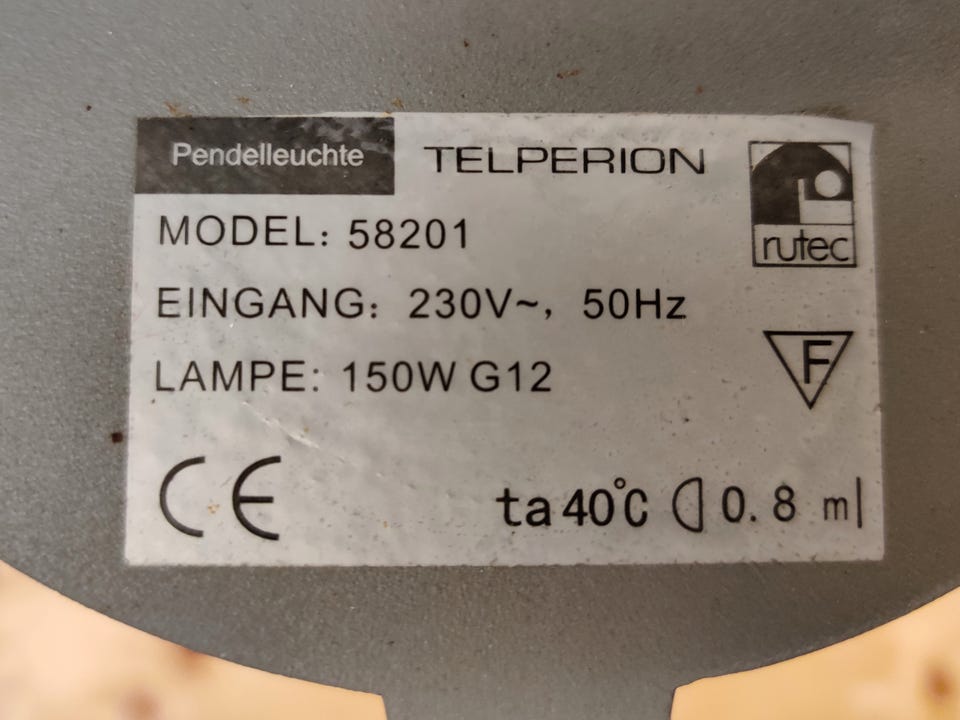 Pendelleuchte TELPERION
rutec
MODEL: 58201
EINGANG: 230V~, 50Hz
F
LAMPE: 150W G12
CE ta 40°C 0.8 m